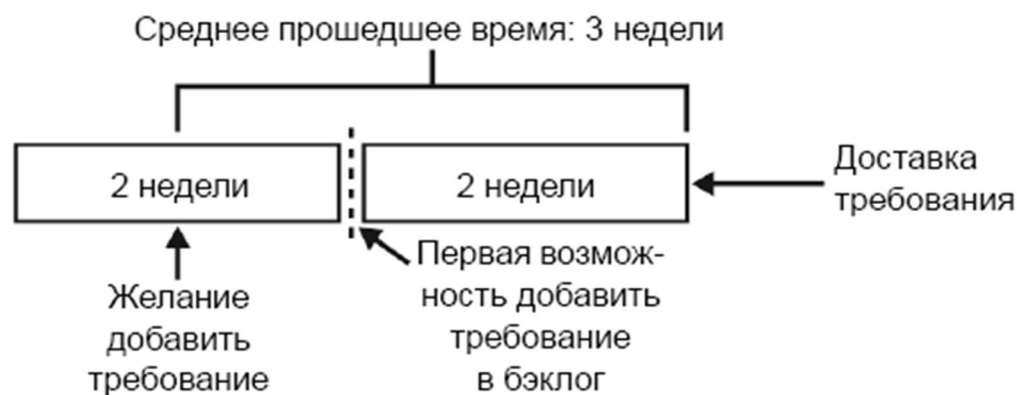 Среднее прошедшее время: 3 недели
2 недели
2 недели
Доставка
требования
Желание
добавить
требование
Первая возмож-
ность добавить
требование
в бэклог